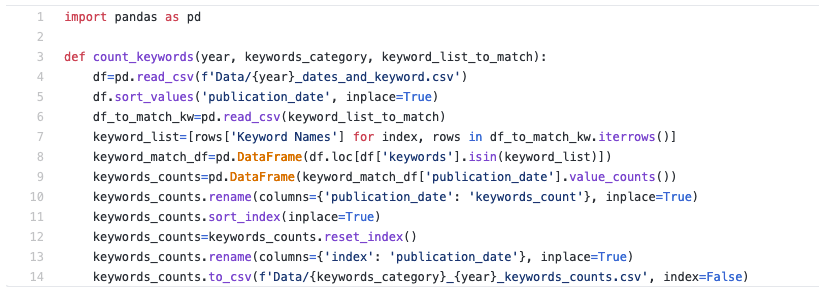 1 import pandas as pd
2
3 def count_keywords(year, keywords_category, keyword_list_to_match):
4     df=pd.read_csv(f'Data/{year}_dates_and_keyword.csv')
5     df.sort_values('publication_date', inplace=True)
6     df_to_match_kw=pd.read_csv(keyword_list_to_match)
7     keyword_list=[rows['Keyword Names'] for index, rows in df_to_match_kw.iterrows()]
8     keyword_match_df=pd.DataFrame(df.loc[df['keywords'].isin(keyword_list)])
9     keywords_counts=pd.DataFrame(keyword_match_df['publication_date'].value_counts())
10     keywords_counts.rename(columns={'publication_date': 'keywords_count'}, inplace=True)
11     keywords_counts.sort_index(inplace=True)
12     keywords_counts=keywords_counts.reset_index()
13     keywords_counts.rename(columns={'index': 'publication_date'}, inplace=True)
14     keywords_counts.to_csv(f'Data/{keywords_category}_{year}_keywords_counts.csv', index=False)